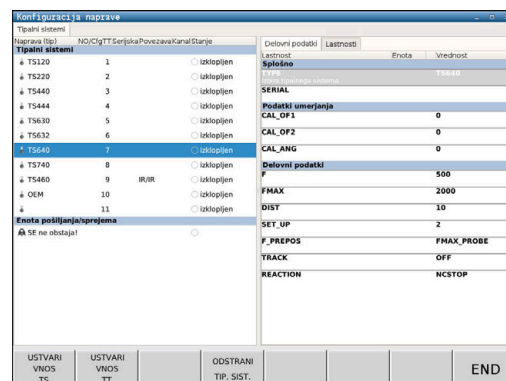 Konfiguracija naprave
Tipalni sistemi
Naprava (tip) NO/CfgTT Serijska Povezava Kanal Stanje
Tipalni sistemi
TS120 1 izklopljen
TS220 2 izklopljen
TS440 3 izklopljen
TS444 4 izklopljen
TS630 5 izklopljen
TS632 6 izklopljen
TS640 7 izklopljen
TS740 8 izklopljen
TS460 9 IR/IR izklopljen
OEM 10 izklopljen
11 izklopljen
Enota pošiljanja/sprejema
SE ne obstaja!
Delovni podatki Lastnosti
Lastnost Enota Vrednost
Splošno
TYPE TS640
Izbira tipalnega sistema
SERIAL
Podatki umerjanja
CAL_OF1 0
CAL_OF2 0
CAL_ANG 0
Delovni podatki
F 500
FMAX 2000
DIST 10
SET_UP 2
F_PREPOS FMAX_PROBE
TRACK OFF
REACTION NCSTOP
USTVARI VNOS TS
USTVARI VNOS TT
ODSTRANI TIP. SIST.
END